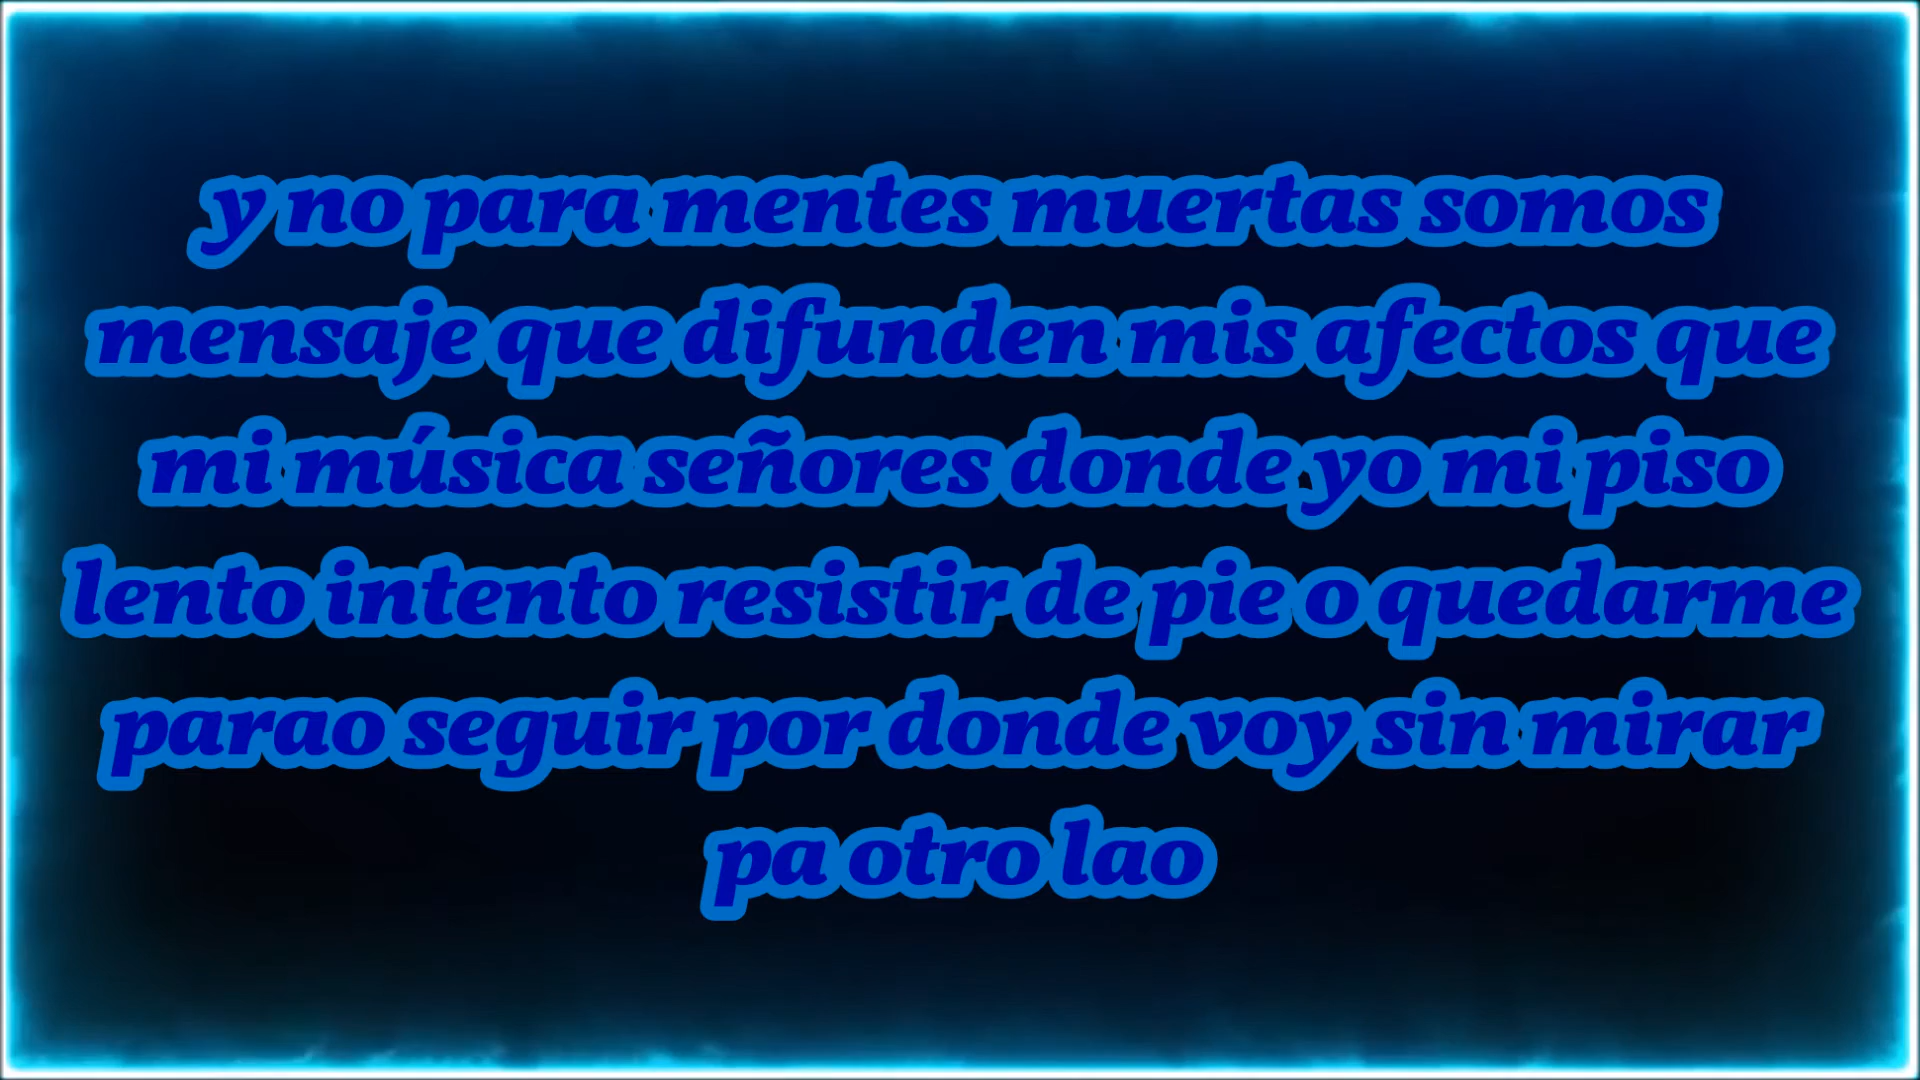 y no para mentes muertas somos
mensaje que difunden mis afectos que
mi música señores donde yo mi piso
lento intento resistir de pie o quedarme
parao seguir por donde voy sin mirar
pa otro lao